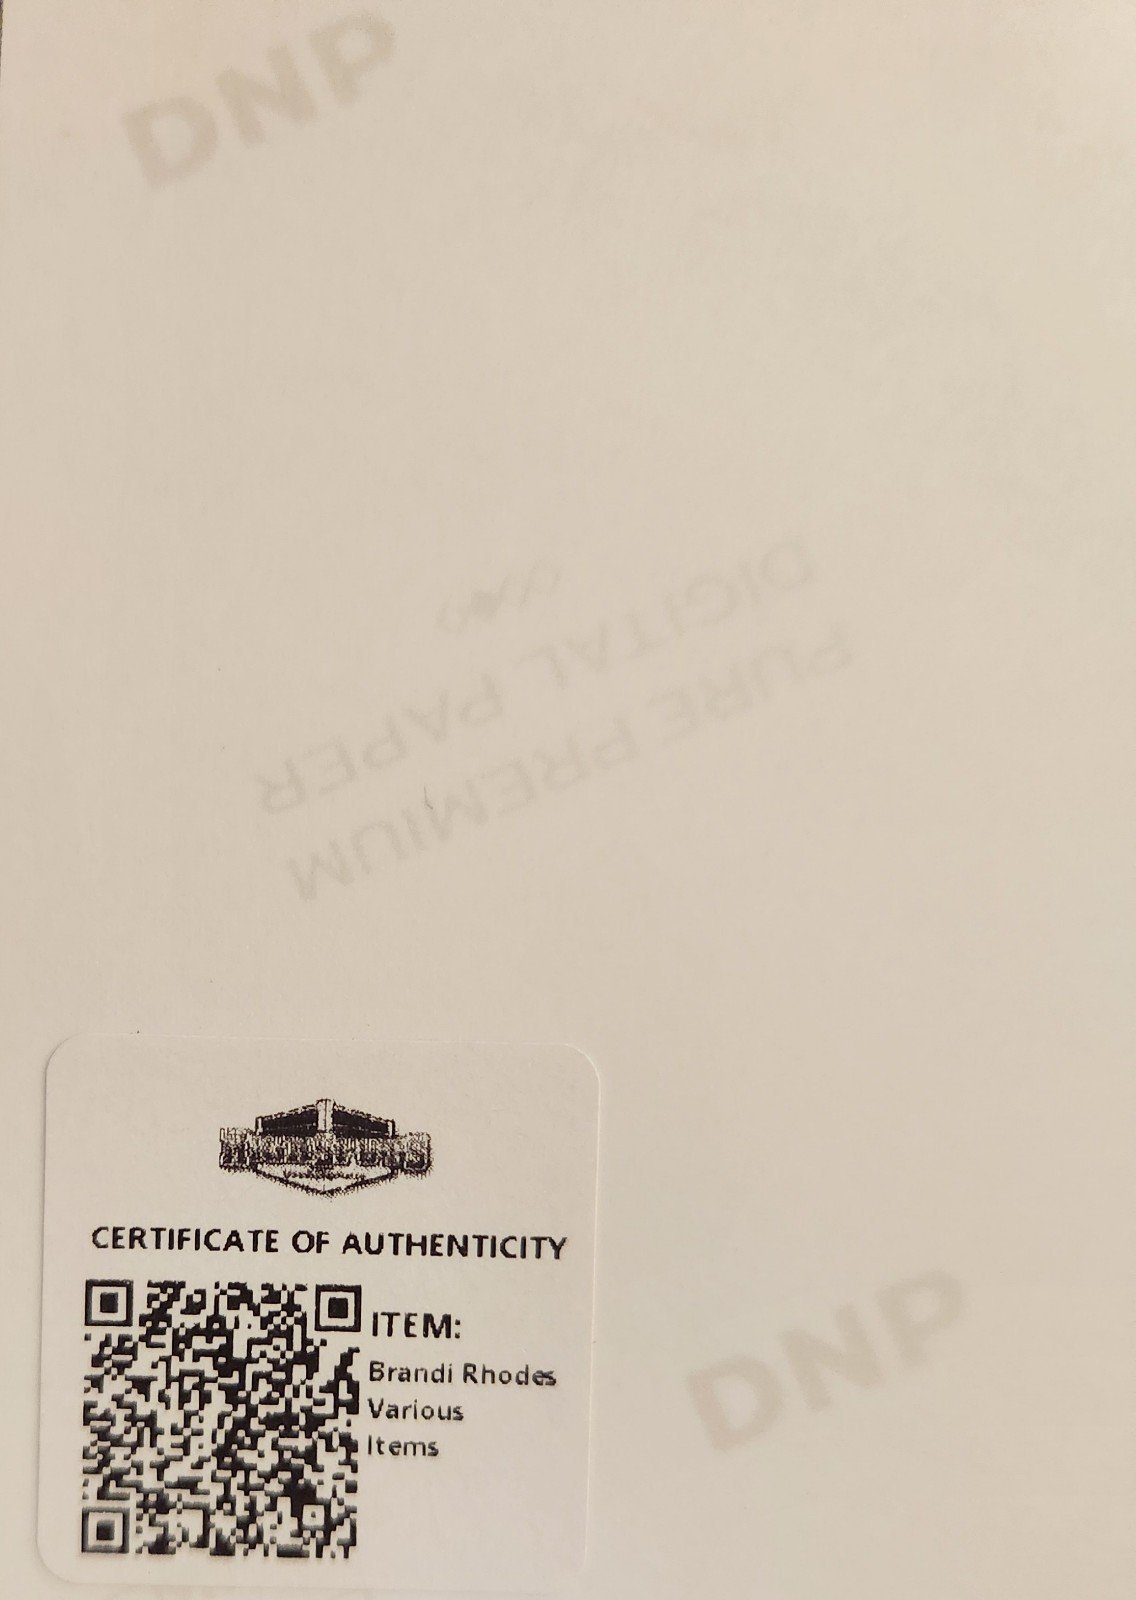 DNP
DIGITAL PAPER
PURE PREMIUM
CERTIFICATE OF AUTHENTICITY
ITEM:
Brandi Rhodes
Various
Items
DNP